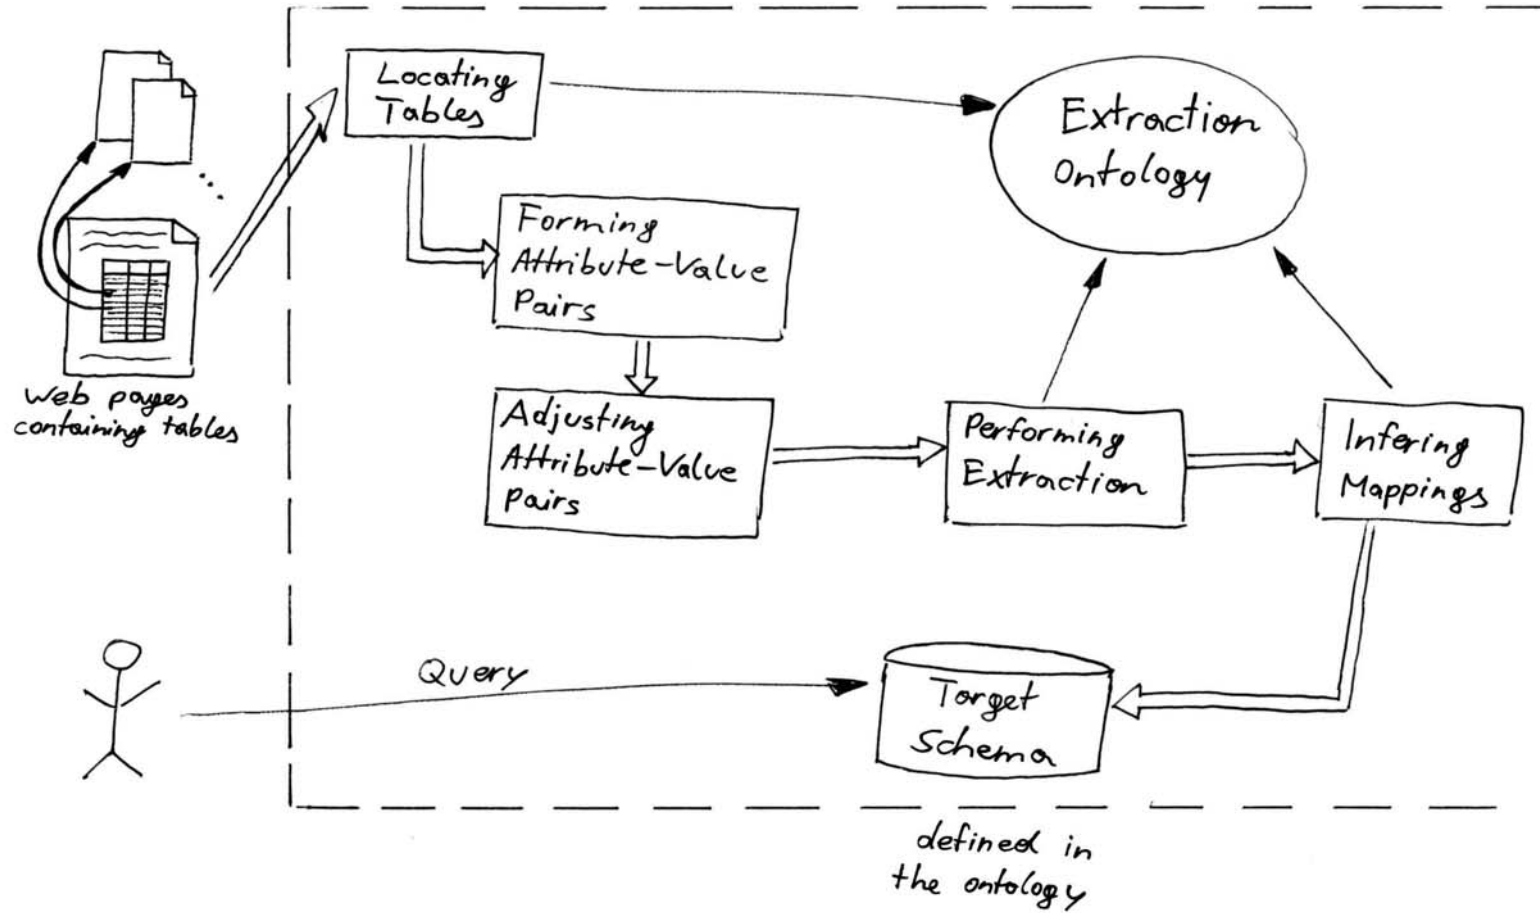 Locating
Tables
Extraction
Ontology
Forming
Attribute-Value
Pairs
Web pages
containing tables
Adjusting
Attribute-Value
Pairs
Performing
Extraction
Infering
Mappings
Query
Target
Schema
defined in
the ontology